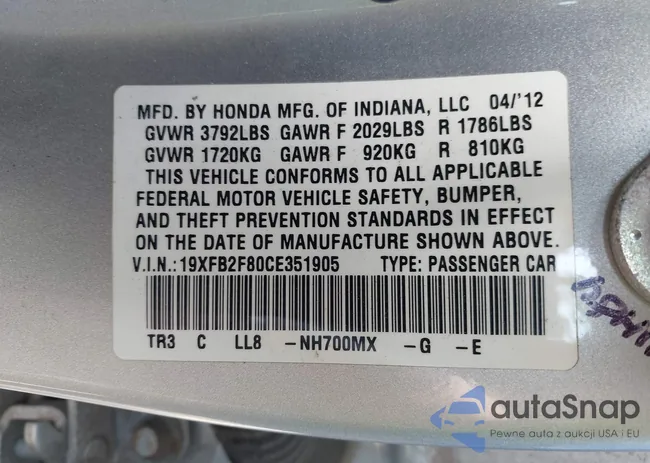 MFD. BY HONDA MFG. OF INDIANA, LLC 04/'12
GVWR 3792LBS GAWR F 2029LBS R 1786LBS
GVWR 1720KG GAWR F 920KG R 810KG
THIS VEHICLE CONFORMS TO ALL APPLICABLE
FEDERAL MOTOR VEHICLE SAFETY, BUMPER,
AND THEFT PREVENTION STANDARDS IN EFFECT
ON THE DATE OF MANUFACTURE SHOWN ABOVE.
V.I.N.: 19XFB2F80CE351905 TYPE: PASSENGER CAR
TR3 C LL8 -NH700MX -G -E
autaSnap
Pewne auta z aukcji USA i EU